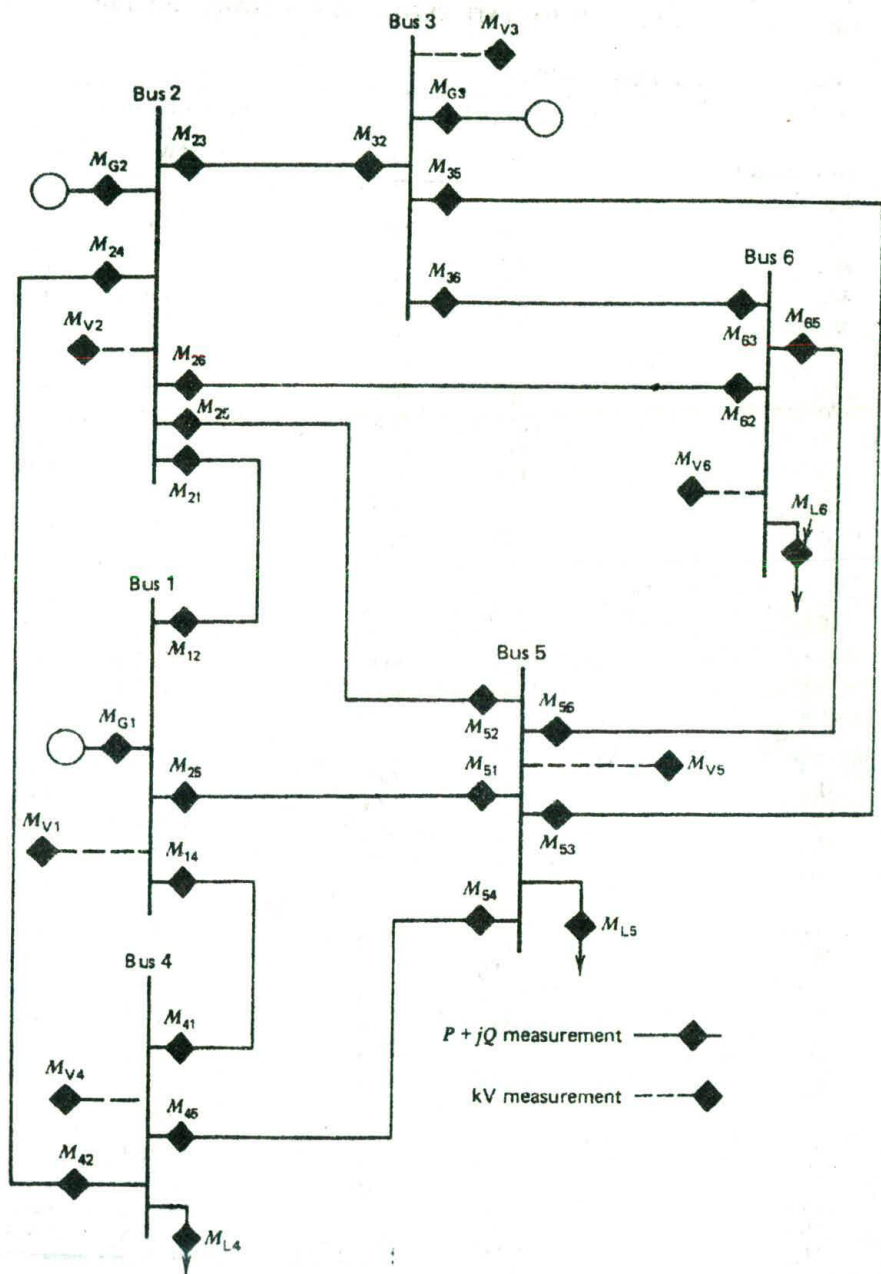 Bus 3
M_V3
Bus 2
M_G3
M_23
M_32
M_G2
M_35
M_24
M_36
Bus 6
M_V2
M_63
M_65
M_26
M_25
M_62
M_21
M_V6
M_L6
Bus 1
M_12
Bus 5
M_G1
M_52
M_56
M_25
M_51
M_V5
M_V1
M_14
M_53
M_54
M_L5
Bus 4
M_41
P + jQ measurement
M_V4
kV measurement
M_45
M_42
M_L4